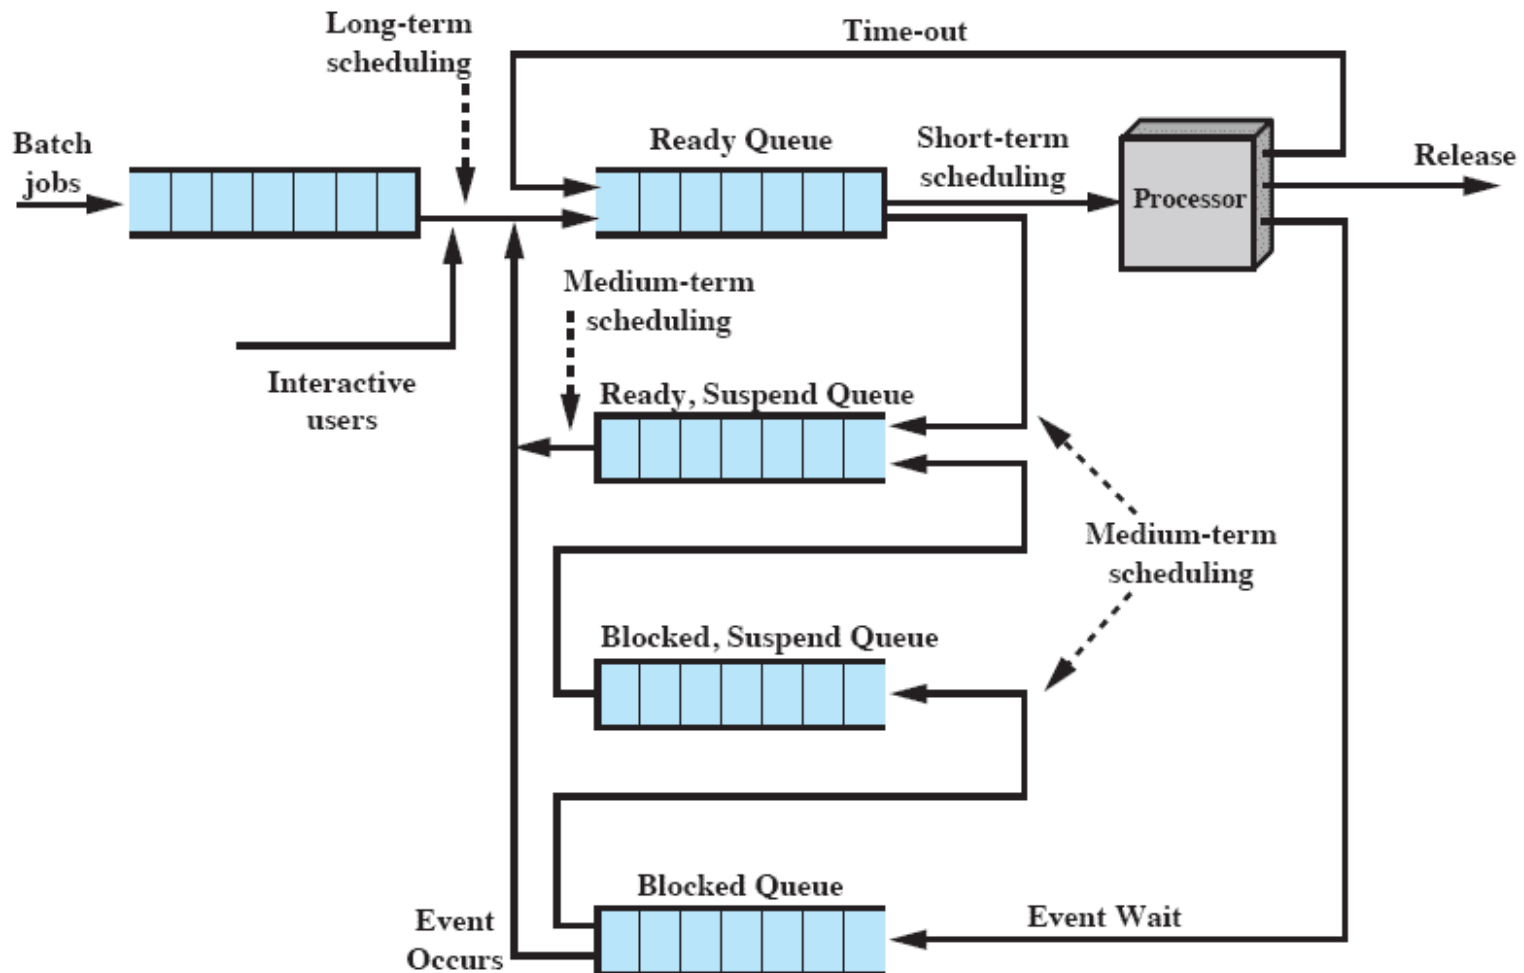 Long-term
scheduling
Time-out
Batch
jobs
Ready Queue
Short-term
scheduling
Processor
Release
Medium-term
scheduling
Interactive
users
Ready, Suspend Queue
Medium-term
scheduling
Blocked, Suspend Queue
Blocked Queue
Event
Occurs
Event Wait